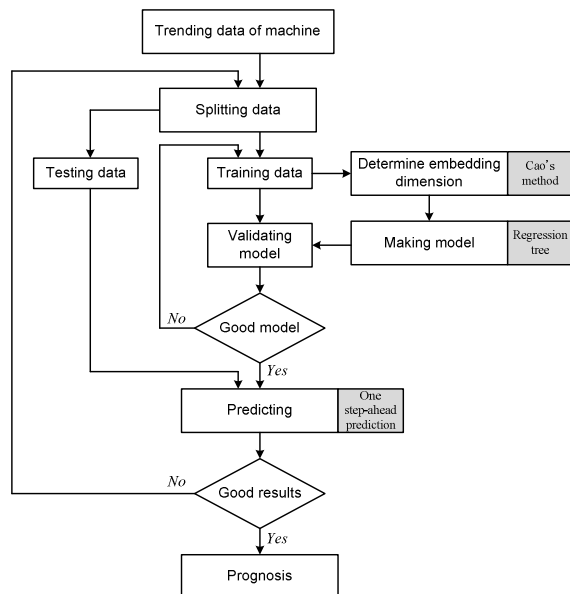 Trending data of machine
Splitting data
Testing data
Training data
Determine embedding
dimension
Cao's
method
Validating
model
Making model
Regression
tree
No
Good model
Yes
Predicting
One
step-ahead
prediction
No
Good results
Yes
Prognosis